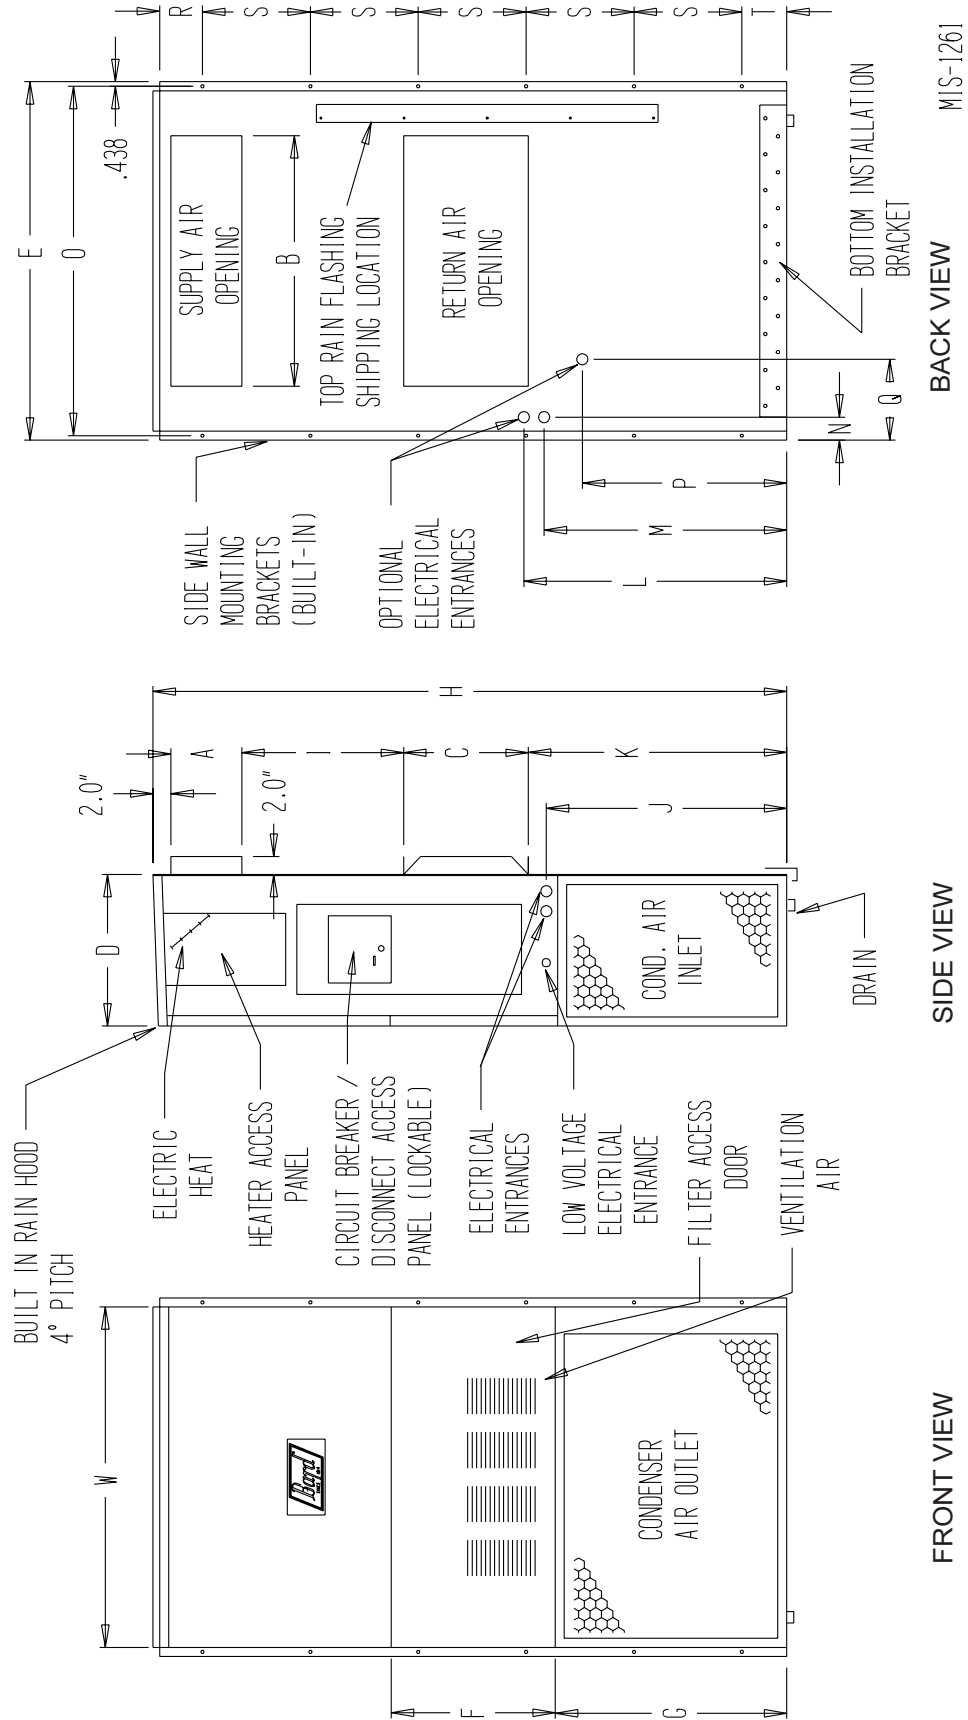 BUILT IN RAIN HOOD
4° PITCH
W
F
G
Bard
CONDENSER
AIR OUTLET
FRONT VIEW
ELECTRIC
HEAT
HEATER ACCESS
PANEL
CIRCUIT BREAKER /
DISCONNECT ACCESS
PANEL (LOCKABLE)
ELECTRICAL
ENTRANCES
LOW VOLTAGE
ELECTRICAL
ENTRANCE
FILTER ACCESS
DOOR
VENTILATION
AIR
D
2.0"
A
I
2.0"
C
K
J
H
COND. AIR
INLET
DRAIN
SIDE VIEW
SIDE WALL
MOUNTING
BRACKETS
(BUILT-IN)
OPTIONAL
ELECTRICAL
ENTRANCES
E
O
.438
SUPPLY AIR
OPENING
B
TOP RAIN FLASHING
SHIPPING LOCATION
RETURN AIR
OPENING
L
M
P
N
Q
R
S
S
S
S
S
T
BOTTOM INSTALLATION
BRACKET
BACK VIEW
MIS-1261